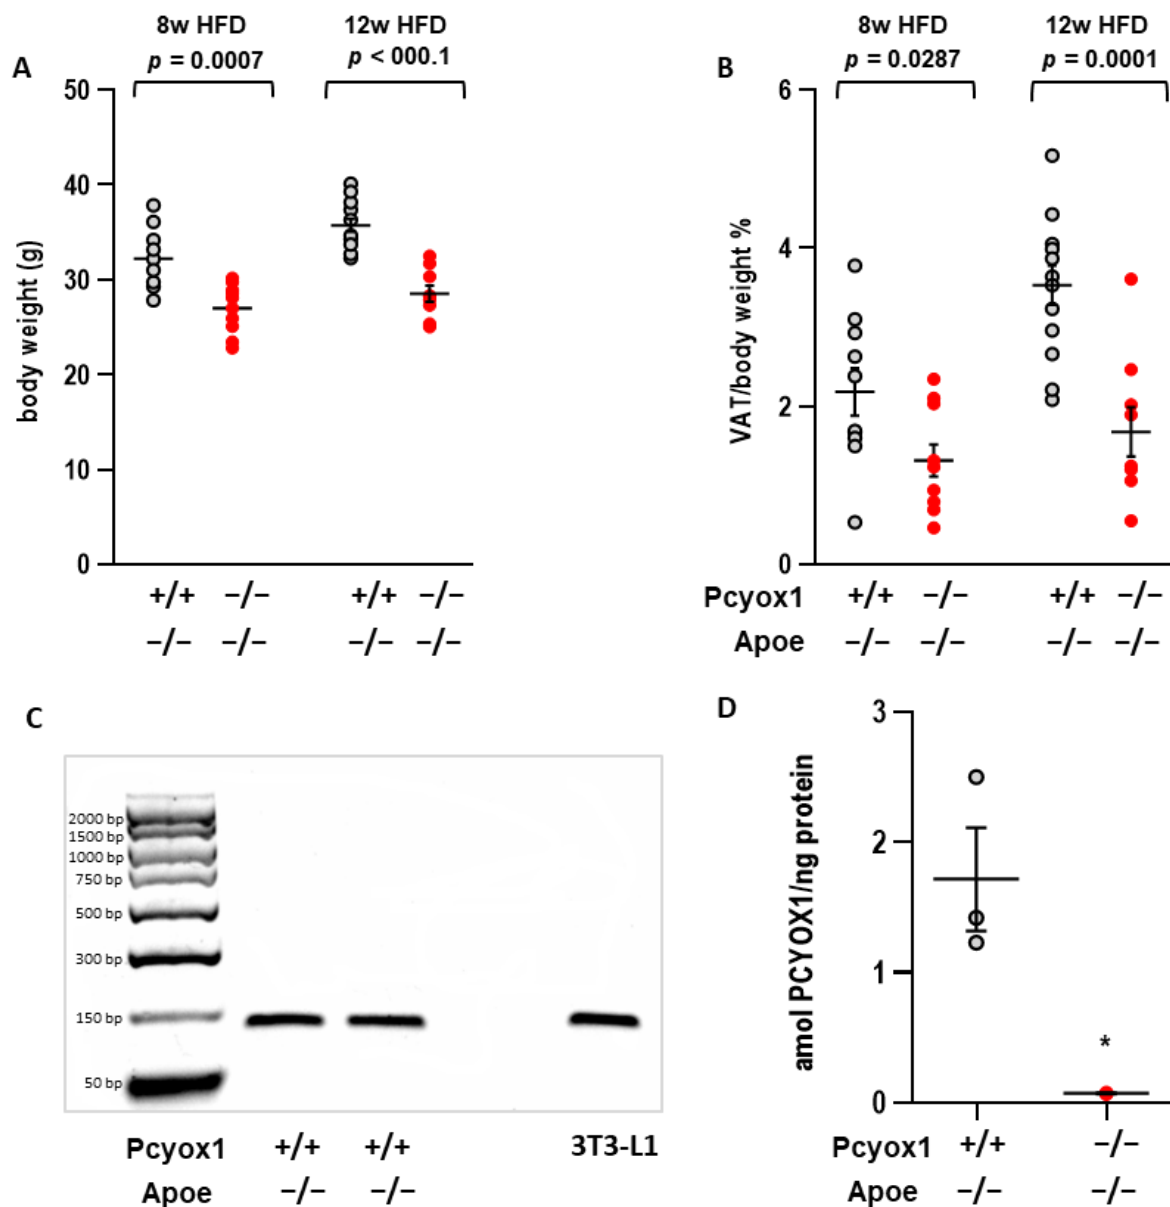 A
8w HFD
p = 0.0007
12w HFD
p < 000.1
50
40
30
20
10
0
body weight (g)
+/+ −/− +/+ −/−
−/− −/− −/− −/−
B
8w HFD
p = 0.0287
12w HFD
p = 0.0001
6
4
2
0
VAT/body weight %
Pcyox1 +/+ −/− +/+ −/−
Apoe −/− −/− −/− −/−
C
2000 bp
1500 bp
1000 bp
750 bp
500 bp
300 bp
150 bp
50 bp
Pcyox1 +/+ +/+ 3T3-L1
Apoe −/− −/−
D
3
2
1
0
amol PCYOX1/ng protein
*
Pcyox1 +/+ −/−
Apoe −/− −/−